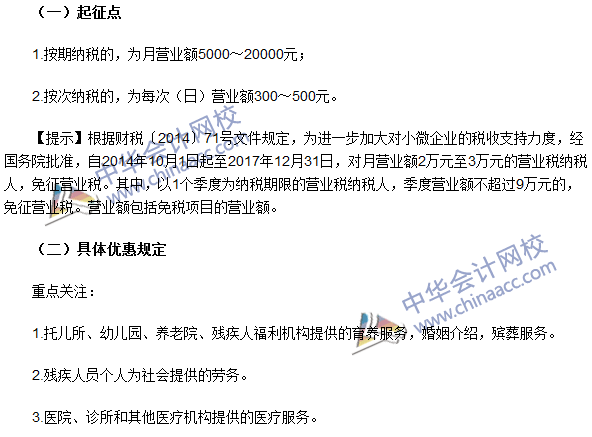 （一）起征点
1.按期纳税的，为月营业额5000～20000元；
2.按次纳税的，为每次（日）营业额300～500元。
【提示】根据财税〔2014〕71号文件规定，为进一步加大对小微企业的税收支持力度，经
国务院批准，自2014年10月1日起至2017年12月31日，对月营业额2万元至3万元的营业税纳税
人，免征营业税。其中，以1个季度为纳税期限的营业税纳税人，季度营业额不超过9万元的，
免征营业税。营业额包括免税项目的营业额。
（二）具体优惠规定
重点关注：
1.托儿所、幼儿园、养老院、残疾人福利机构提供的育养服务，婚姻介绍，殡葬服务。
2.残疾人员个人为社会提供的劳务。
3.医院、诊所和其他医疗机构提供的医疗服务。
中华会计网校
www.chinaacc.com
中华会计网校
www.chinaacc.com